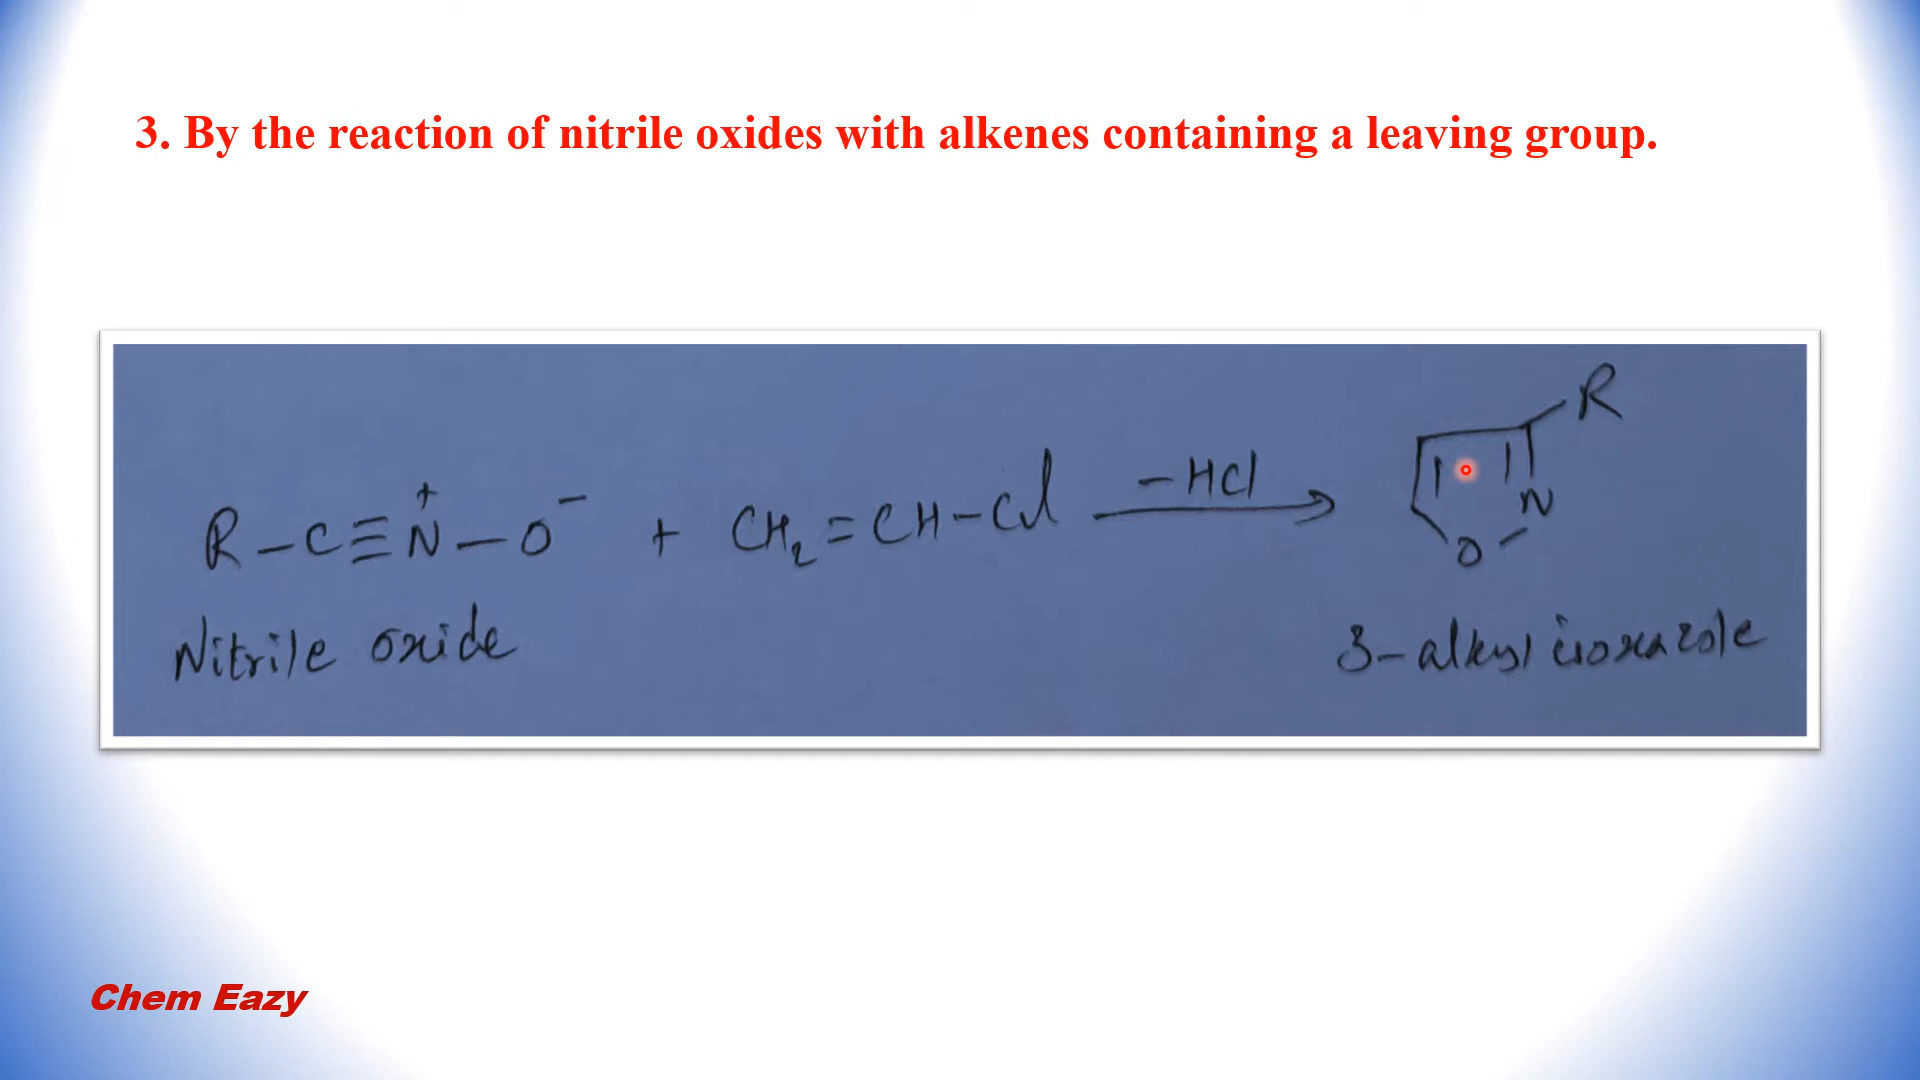 3. By the reaction of nitrile oxides with alkenes containing a leaving group.
R–C≡N⁺–O⁻ + CH₂=CH–Cl –HCl → R N O
Nitrile oxide 3-alkyl isoxazole
Chem Eazy